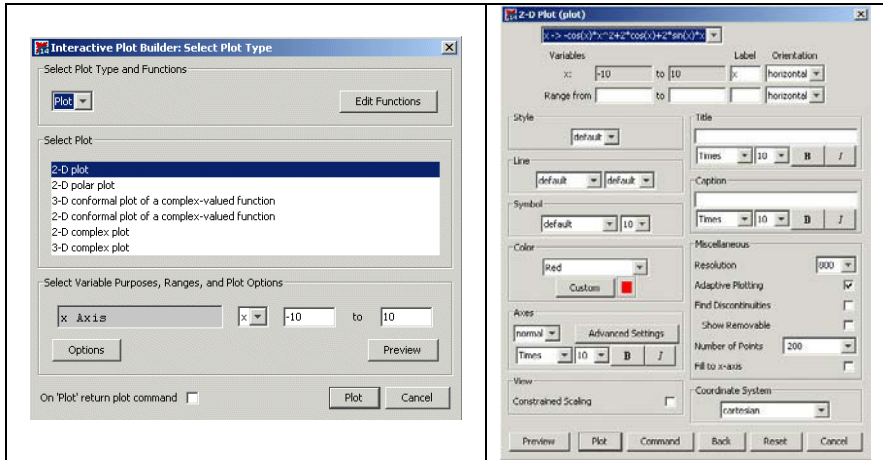 Interactive Plot Builder: Select Plot Type
Select Plot Type and Functions
Plot
Edit Functions
Select Plot
2-D plot
2-D polar plot
3-D conformal plot of a complex-valued function
2-D conformal plot of a complex-valued function
2-D complex plot
3-D complex plot
Select Variable Purposes, Ranges, and Plot Options
x Axis x -10 to 10
Options Preview
On 'Plot' return plot command Plot Cancel
2-D Plot (plot)
x -> -cos(x)*x^2+2*cos(x)+2*sin(x)*x
Variables Label Orientation
x: -10 to 10 x horizontal
Range from to horizontal
Style
default
Line
default default
Symbol
default 10
Color
Red
Custom
Axes
normal Advanced Settings
Times 10 B I
View
Constrained Scaling
Title
Times 10 B I
Caption
Times 10 B I
Miscellaneous
Resolution 800
Adaptive Plotting
Find Discontinuities
Show Removable
Number of Points 200
Fill to x-axis
Coordinate System
cartesian
Preview Plot Command Back Reset Cancel